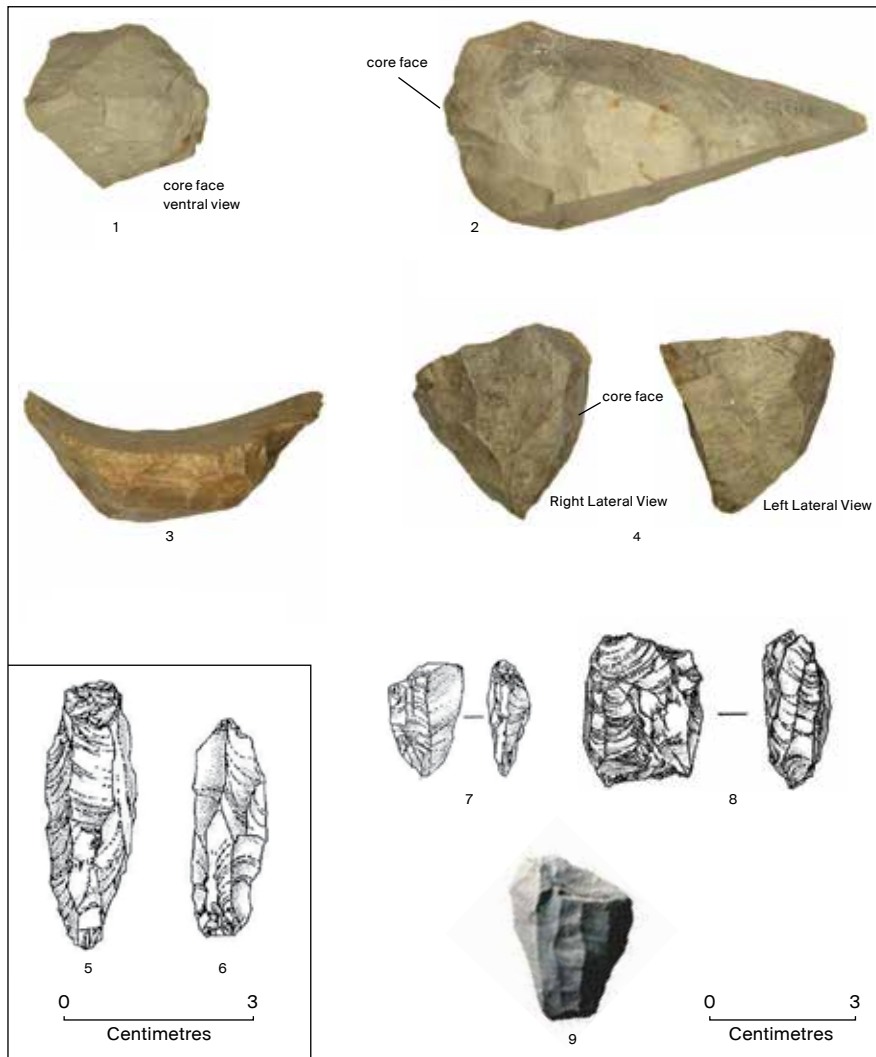 core face
core face
ventral view
1
2
core face
Right Lateral View
Left Lateral View
3
4
7
8
5
6
9
0 3
Centimetres
0 3
Centimetres